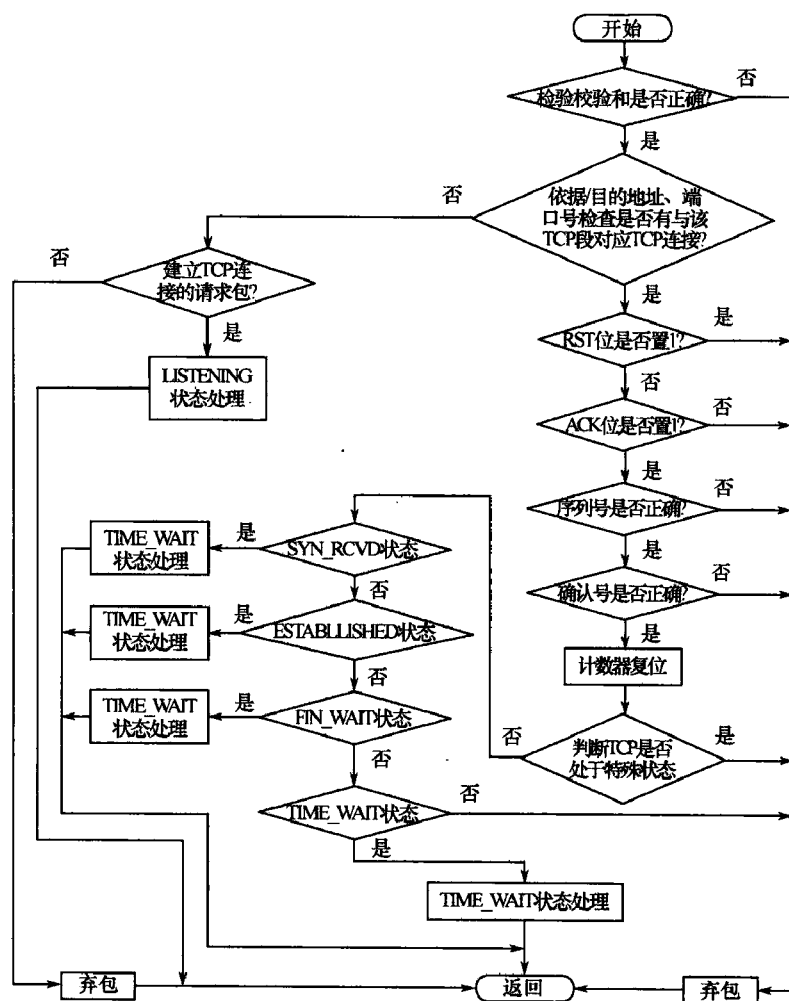 开始
检验校验和是否正确?
否
是
依据/目的地址、端
口号检查是否有与该
TCP段对应TCP连接?
否
是
建立TCP连
接的请求包?
否
是
LISTENING
状态处理
RST位是否置1?
是
否
ACK位是否置1?
否
是
序列号是否正确?
否
是
确认号是否正确?
否
是
计数器复位
判断TCP是否
处于特殊状态
否
是
SYN_RCVD状态
是
否
TIME_WAIT
状态处理
ESTABLLISHED状态
是
否
TIME_WAIT
状态处理
FIN_WAIT状态
是
否
TIME_WAIT
状态处理
TIME_WAIT状态
否
是
TIME_WAIT状态处理
弃包
返回
弃包